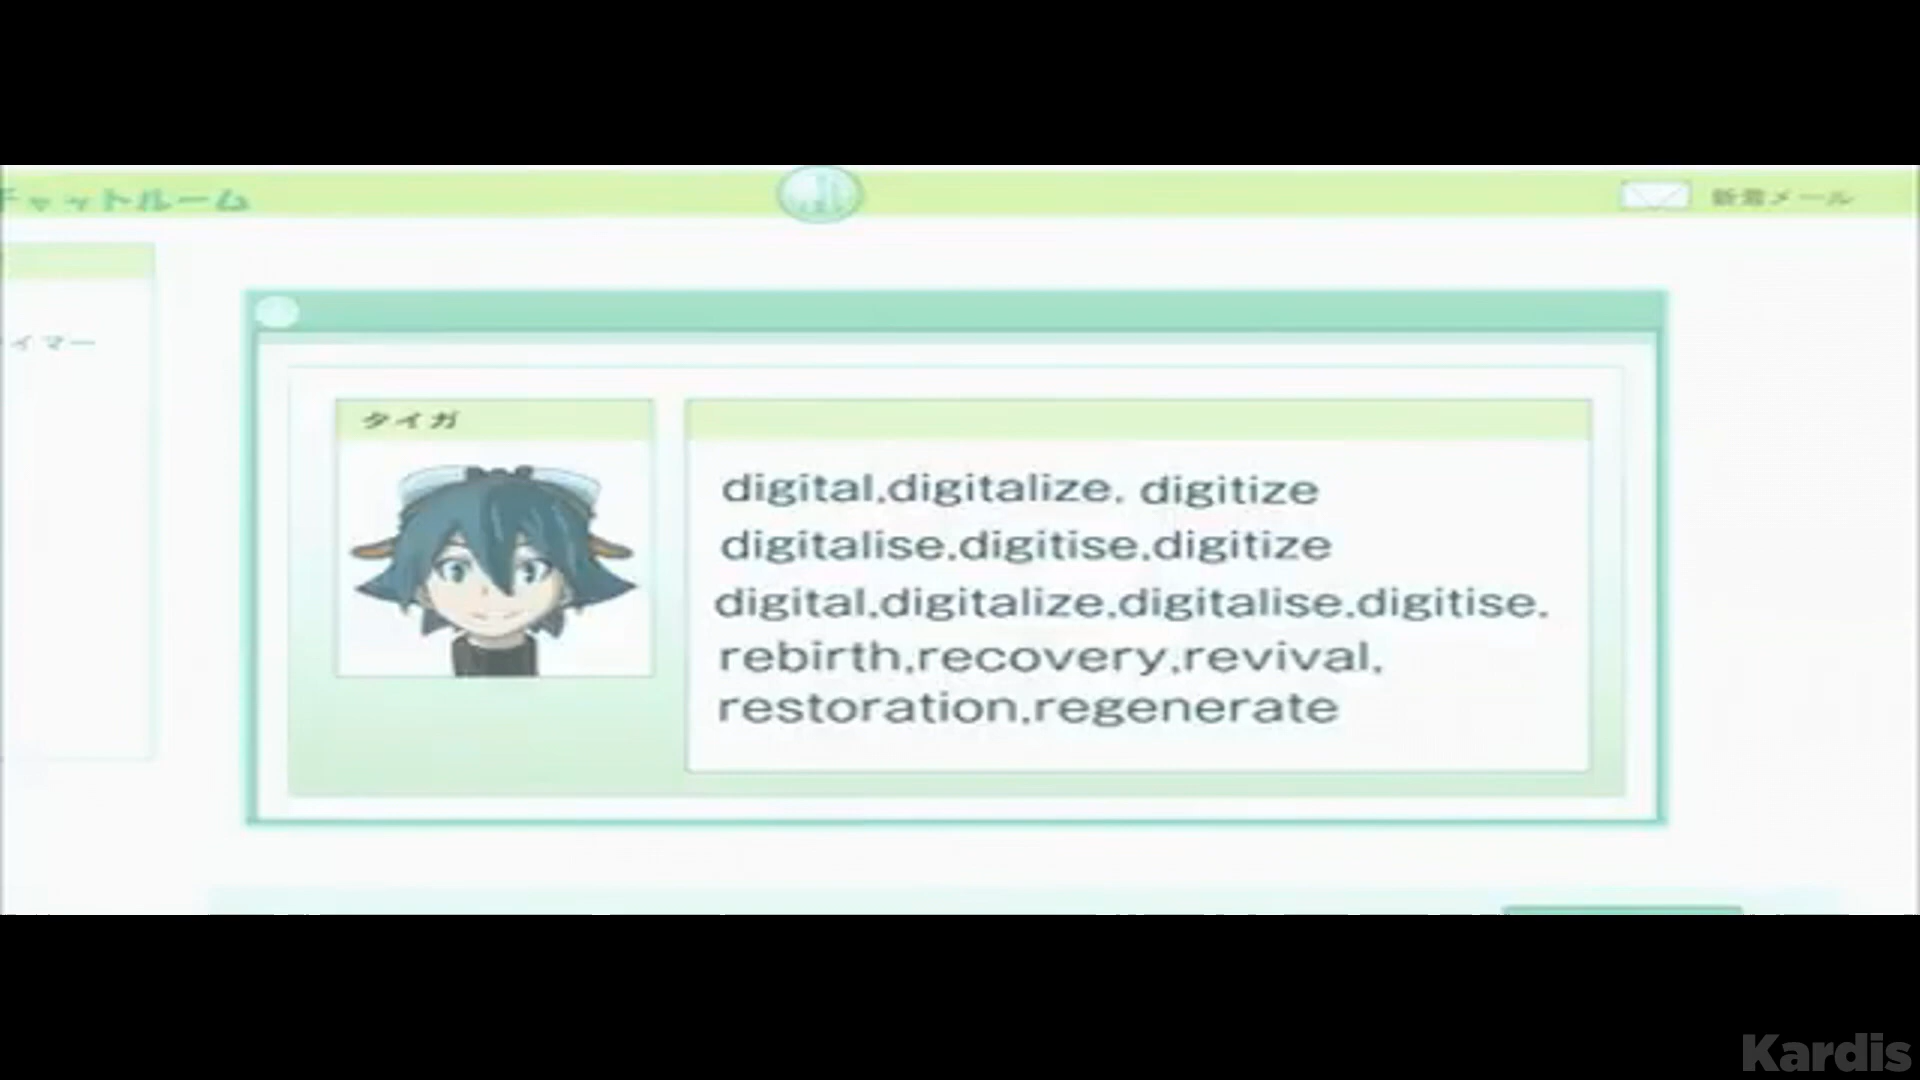 チャットルーム
新着メール
イマー
タイガ
digital,digitalize, digitize
digitalise,digitise,digitize
digital,digitalize,digitalise,digitise,
rebirth,recovery,revival,
restoration,regenerate
Kardis